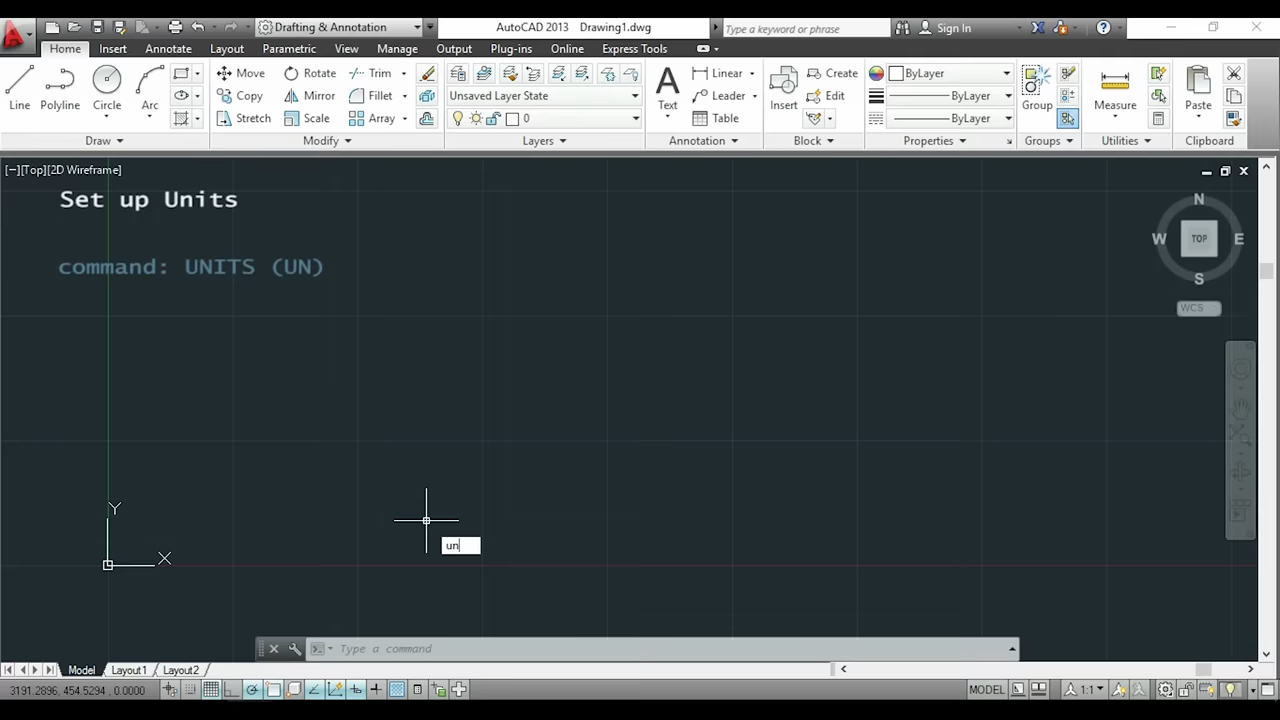 Drafting & Annotation
AutoCAD 2013 Drawing1.dwg
Type a keyword or phrase
Sign In
Home Insert Annotate Layout Parametric View Manage Output Plug-ins Online Express Tools
Line Polyline Circle Arc
Move Rotate Trim
Copy Mirror Fillet
Stretch Scale Array
Unsaved Layer State
0
Text Linear
Leader
Table
Insert Create
Edit
ByLayer
ByLayer
ByLayer
Group
Measure
Paste
Draw Modify Layers Annotation Block Properties Groups Utilities Clipboard
[−][Top][2D Wireframe]
Set up Units
command: UNITS (UN)
N
W TOP E
S
WCS
Y
X
un
Type a command
Model Layout1 Layout2
3191.2896, 454.5294, 0.0000
MODEL
1:1